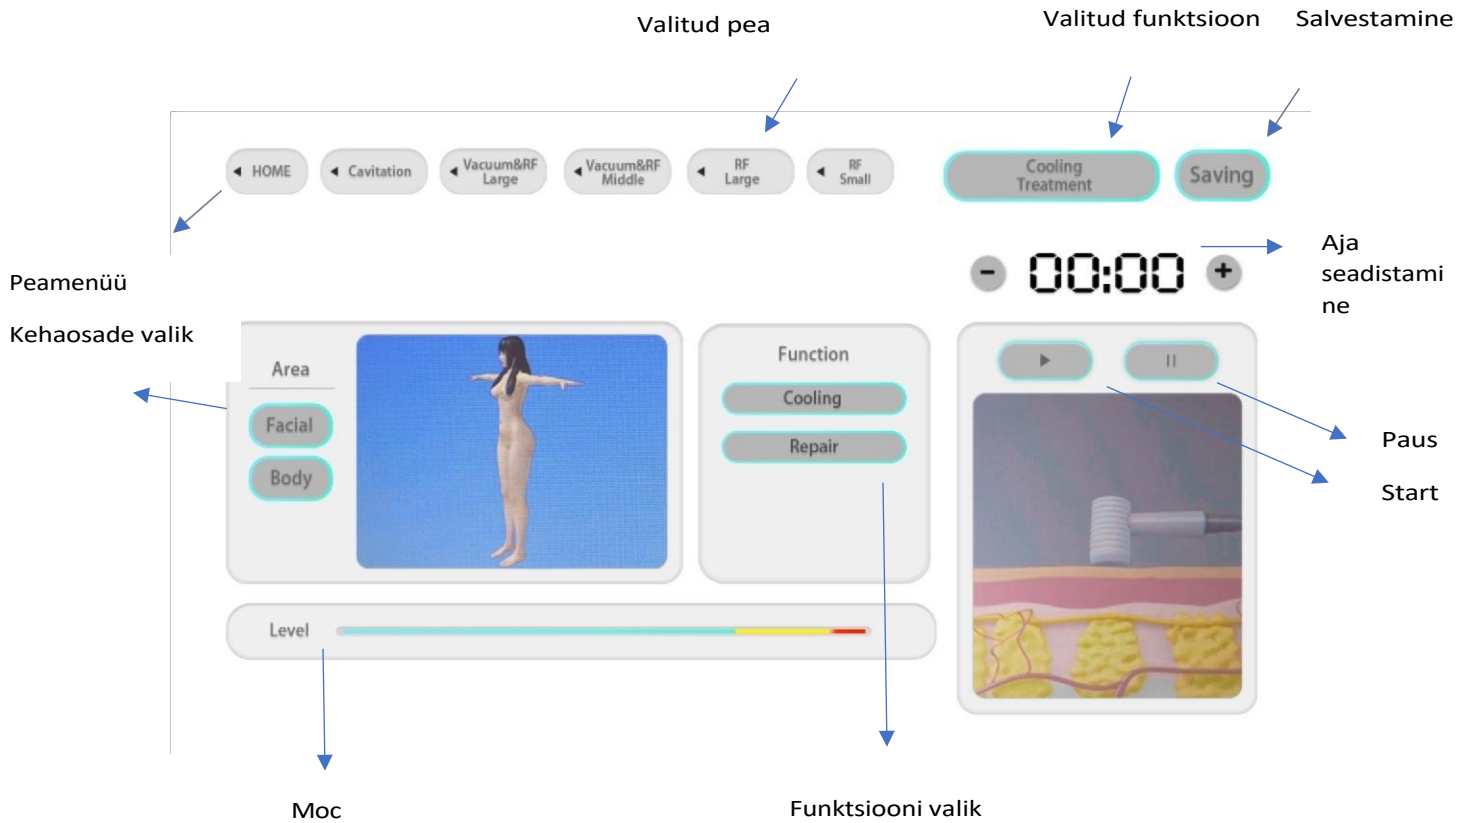 Valitud pea
Valitud funktsioon
Salvestamine
HOME
Cavitation
Vacuum&RF
Large
Vacuum&RF
Middle
RF
Large
RF
Small
Cooling
Treatment
Saving
Peamenüü
Kehaosade valik
- 00:00 +
Aja
seadistami
ne
Area
Facial
Body
Function
Cooling
Repair
Paus
Start
Level
Moc
Funktsiooni valik